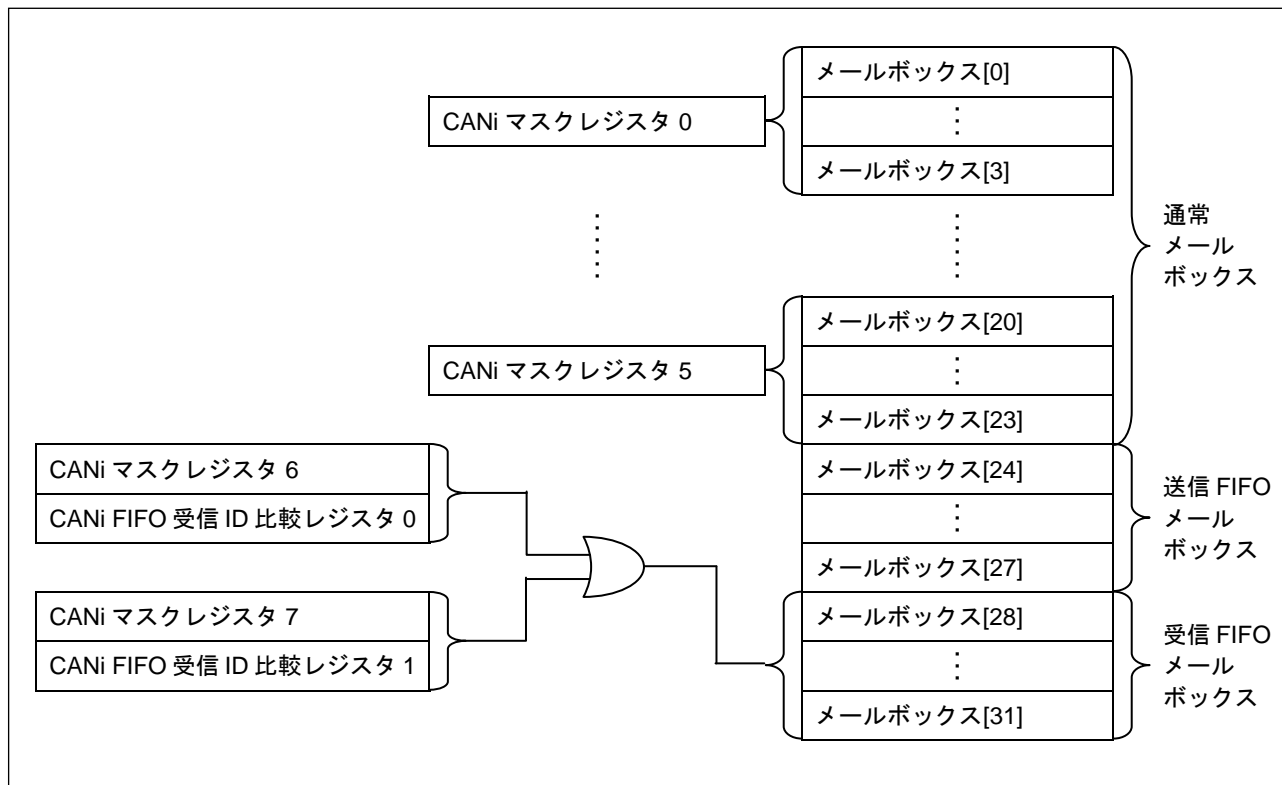 メールボックス[0]
⋮
CANi マスクレジスタ 0
メールボックス[3]
通常
メール
ボックス
メールボックス[20]
⋮
CANi マスクレジスタ 5
メールボックス[23]
CANi マスクレジスタ 6
CANi FIFO 受信 ID 比較レジスタ 0
メールボックス[24]
⋮
メールボックス[27]
送信 FIFO
メール
ボックス
CANi マスクレジスタ 7
CANi FIFO 受信 ID 比較レジスタ 1
メールボックス[28]
⋮
メールボックス[31]
受信 FIFO
メール
ボックス